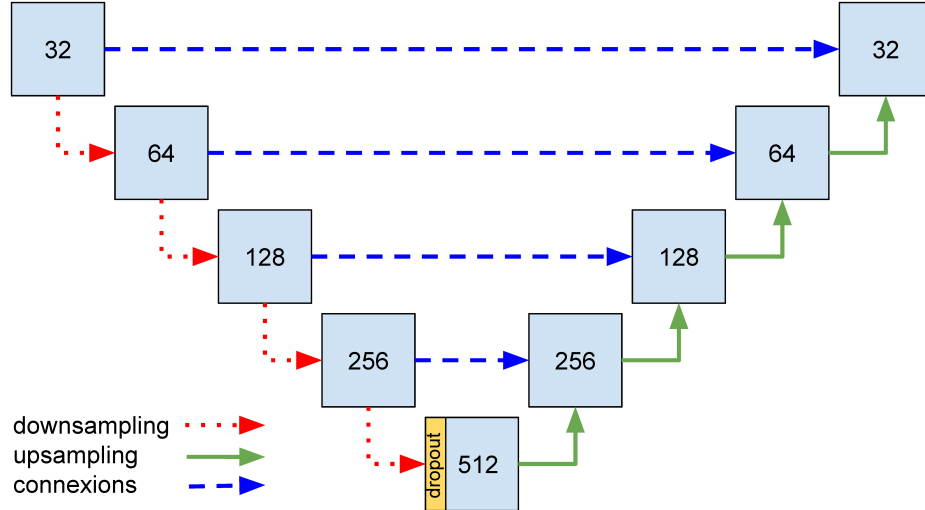 32
32
64
64
128
128
256
256
dropout
512
downsampling
upsampling
connexions